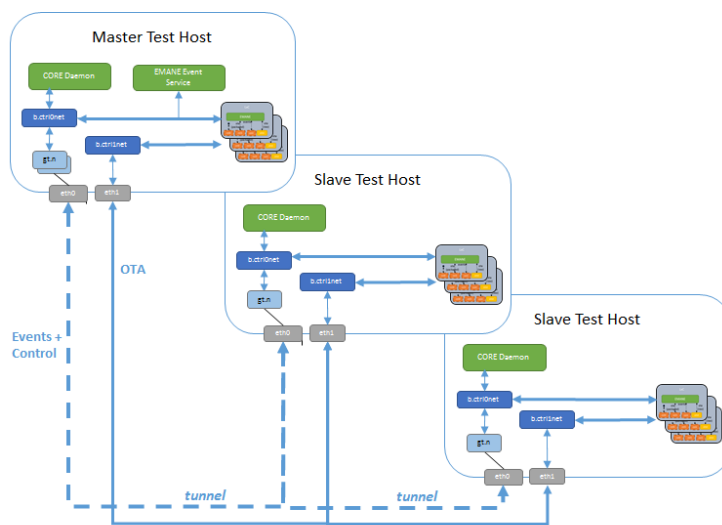 Master Test Host
CORE Daemon
EMANE Event
Service
b.ctrl0net
b.ctrl1net
gt.n
eth0
eth1
Slave Test Host
CORE Daemon
b.ctrl0net
b.ctrl1net
gt.n
eth0
eth1
OTA
Events +
Control
Slave Test Host
CORE Daemon
b.ctrl0net
b.ctrl1net
gt.n
eth0
eth1
tunnel
tunnel